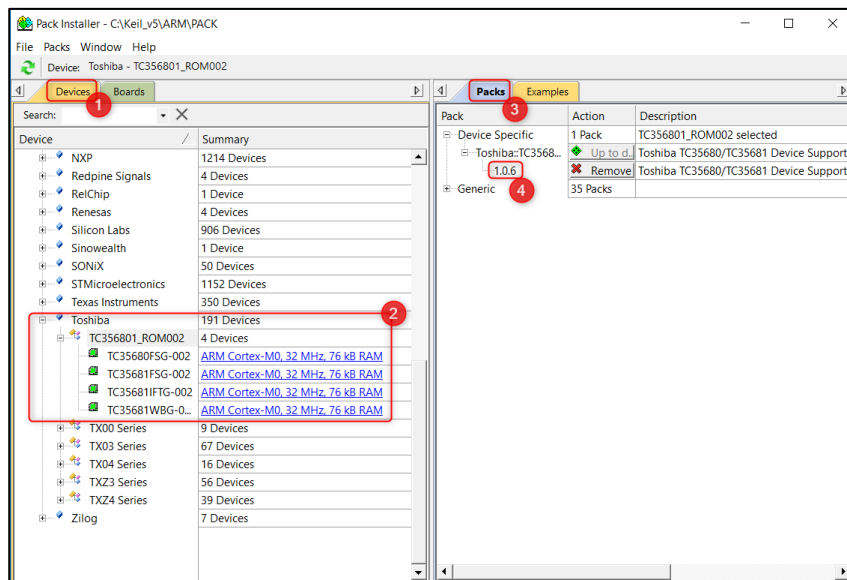 Pack Installer - C:\Keil_v5\ARM\PACK
File Packs Window Help
Device: Toshiba - TC356801_ROM002
Devices Boards
1
Search:
Device Summary
NXP 1214 Devices
Redpine Signals 4 Devices
RelChip 1 Device
Renesas 4 Devices
Silicon Labs 906 Devices
Sinowealth 1 Device
SONiX 50 Devices
STMicroelectronics 1152 Devices
Texas Instruments 350 Devices
2
Toshiba 191 Devices
TC356801_ROM002 4 Devices
TC35680FSG-002 ARM Cortex-M0, 32 MHz, 76 kB RAM
TC35681FSG-002 ARM Cortex-M0, 32 MHz, 76 kB RAM
TC35681IFTG-002 ARM Cortex-M0, 32 MHz, 76 kB RAM
TC35681WBG-0... ARM Cortex-M0, 32 MHz, 76 kB RAM
TX00 Series 9 Devices
TX03 Series 67 Devices
TX04 Series 16 Devices
TXZ3 Series 56 Devices
TXZ4 Series 39 Devices
Zilog 7 Devices
Packs Examples
3
Pack Action Description
Device Specific 1 Pack TC356801_ROM002 selected
Toshiba::TC3568... Up to d... Toshiba TC35680/TC35681 Device Support
1.0.6 Remove Toshiba TC35680/TC35681 Device Support
4
Generic 35 Packs